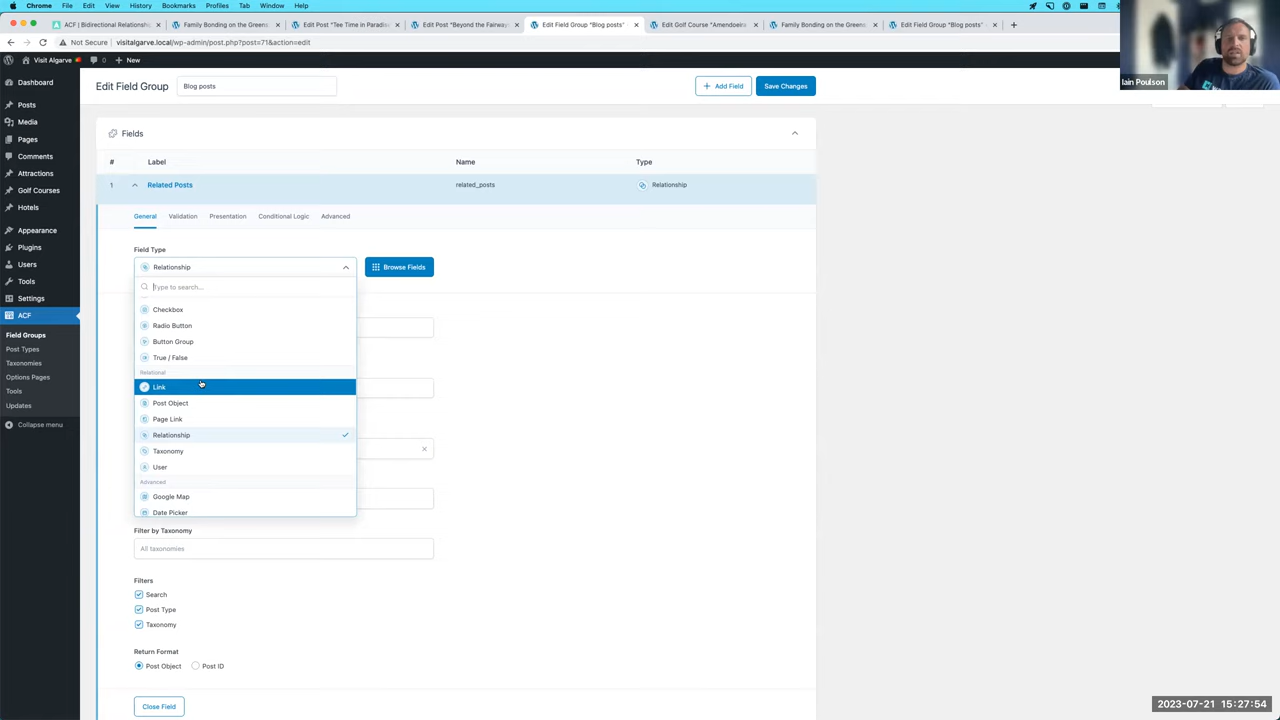 Chrome File Edit View History Bookmarks Profiles Tab Window Help
ACF | Bidirectional Relationsh
Family Bonding on the Greens
Edit Post "Tee Time in Paradise
Edit Post "Beyond the Fairway
Edit Field Group "Blog posts"
Edit Golf Course "Amendoeira
Family Bonding on the Greens
Edit Field Group "Blog posts"
Not Secure visitalgarve.local/wp-admin/post.php?post=71&action=edit
Visit Algarve 0 New
Iain Poulson
Dashboard
Posts
Media
Pages
Comments
Attractions
Golf Courses
Hotels
Appearance
Plugins
Users
Tools
Settings
ACF
Field Groups
Post Types
Taxonomies
Options Pages
Tools
Updates
Collapse menu
Edit Field Group
Blog posts
+ Add Field
Save Changes
Fields
# Label Name Type
1 Related Posts related_posts Relationship
General Validation Presentation Conditional Logic Advanced
Field Type
Relationship
Browse Fields
Type to search...
Checkbox
Radio Button
Button Group
True / False
Relational
Link
Post Object
Page Link
Relationship
Taxonomy
User
Advanced
Google Map
Date Picker
Filter by Taxonomy
All taxonomies
Filters
Search
Post Type
Taxonomy
Return Format
Post Object Post ID
Close Field
2023-07-21 15:27:54